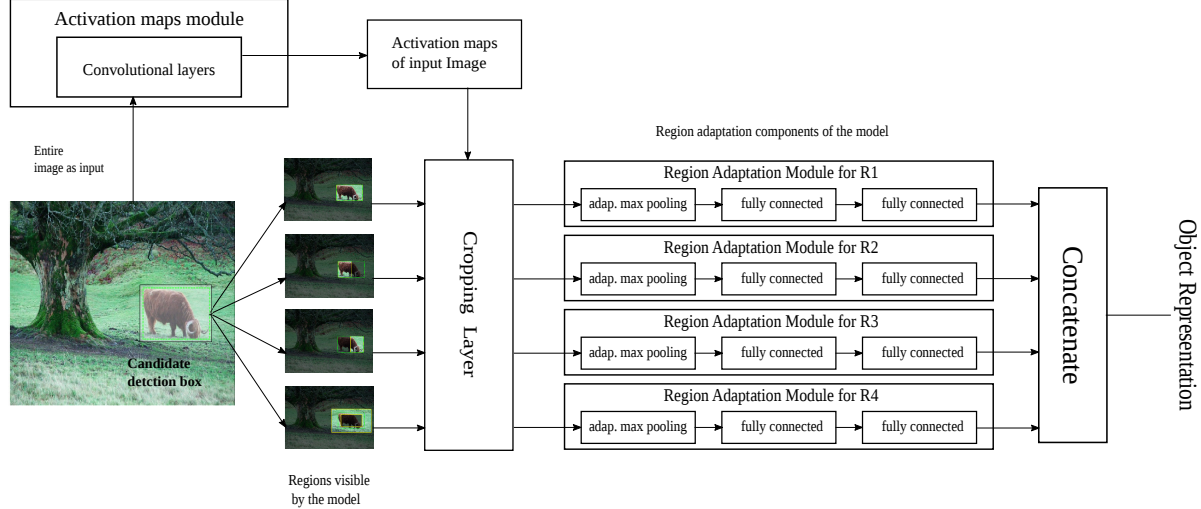 Activation maps module
Convolutional layers
Activation maps
of input Image
Entire
image as input
Candidate
detction box
Regions visible
by the model
Cropping Layer
Region adaptation components of the model
Region Adaptation Module for R1
adap. max pooling
fully connected
fully connected
Region Adaptation Module for R2
adap. max pooling
fully connected
fully connected
Region Adaptation Module for R3
adap. max pooling
fully connected
fully connected
Region Adaptation Module for R4
adap. max pooling
fully connected
fully connected
Concatenate
Object Representation